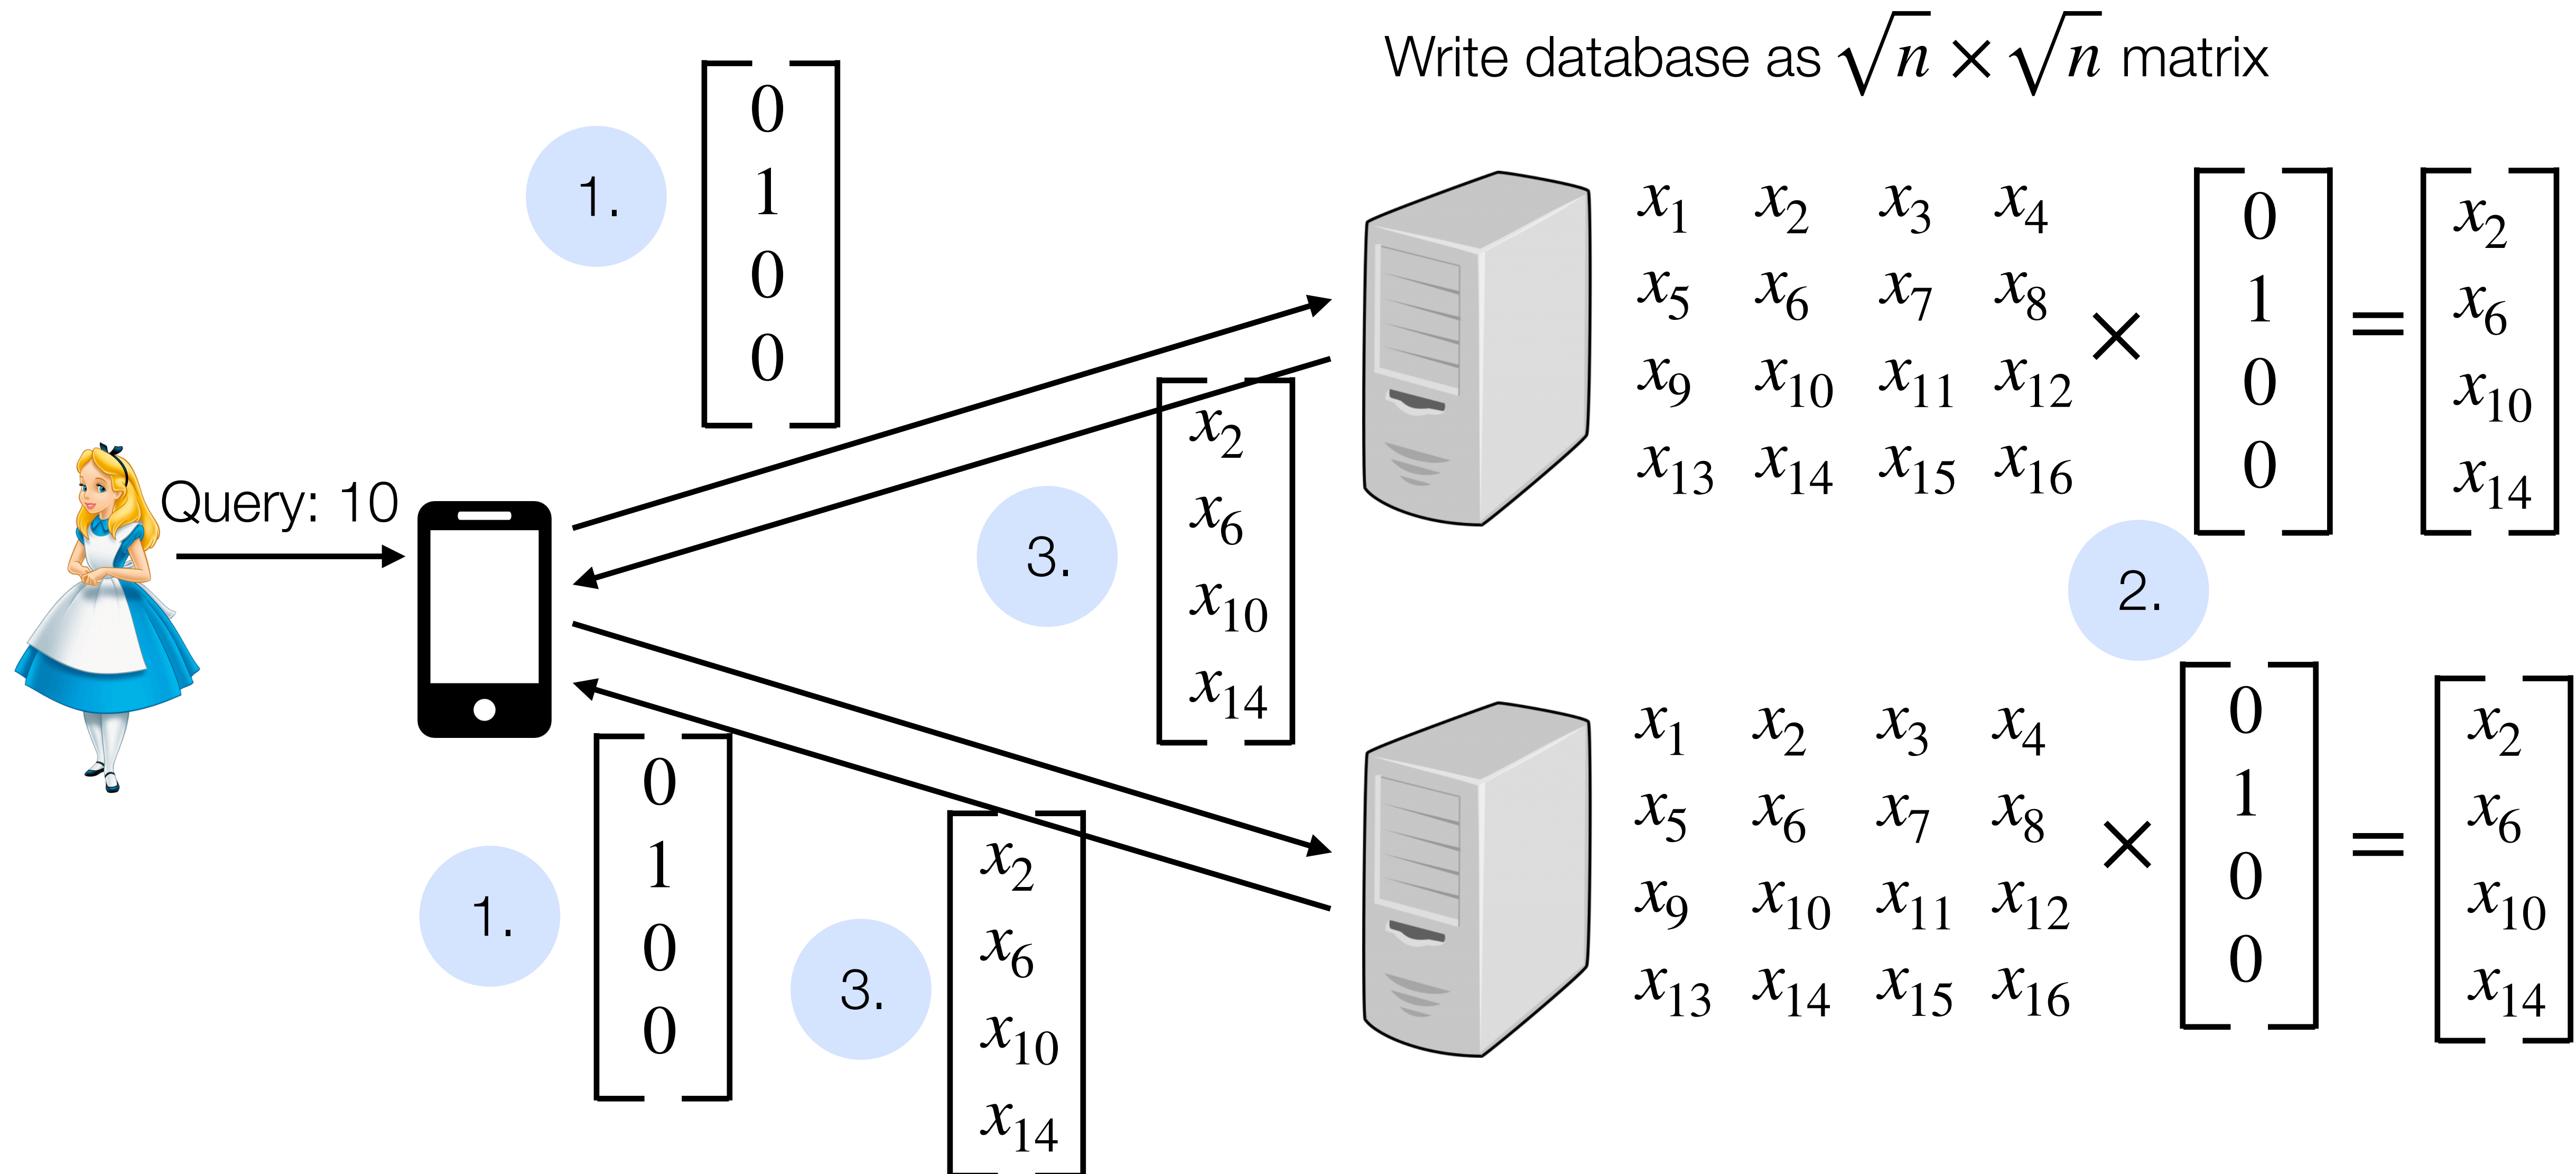 Write database as √n × √n matrix
1.
0
1
0
0
Query: 10
3.
x₂
x₆
x₁₀
x₁₄
x₁ x₂ x₃ x₄
x₅ x₆ x₇ x₈
x₉ x₁₀ x₁₁ x₁₂
x₁₃ x₁₄ x₁₅ x₁₆
×
0
1
0
0
=
x₂
x₆
x₁₀
x₁₄
2.
1.
0
1
0
0
3.
x₂
x₆
x₁₀
x₁₄
x₁ x₂ x₃ x₄
x₅ x₆ x₇ x₈
x₉ x₁₀ x₁₁ x₁₂
x₁₃ x₁₄ x₁₅ x₁₆
×
0
1
0
0
=
x₂
x₆
x₁₀
x₁₄